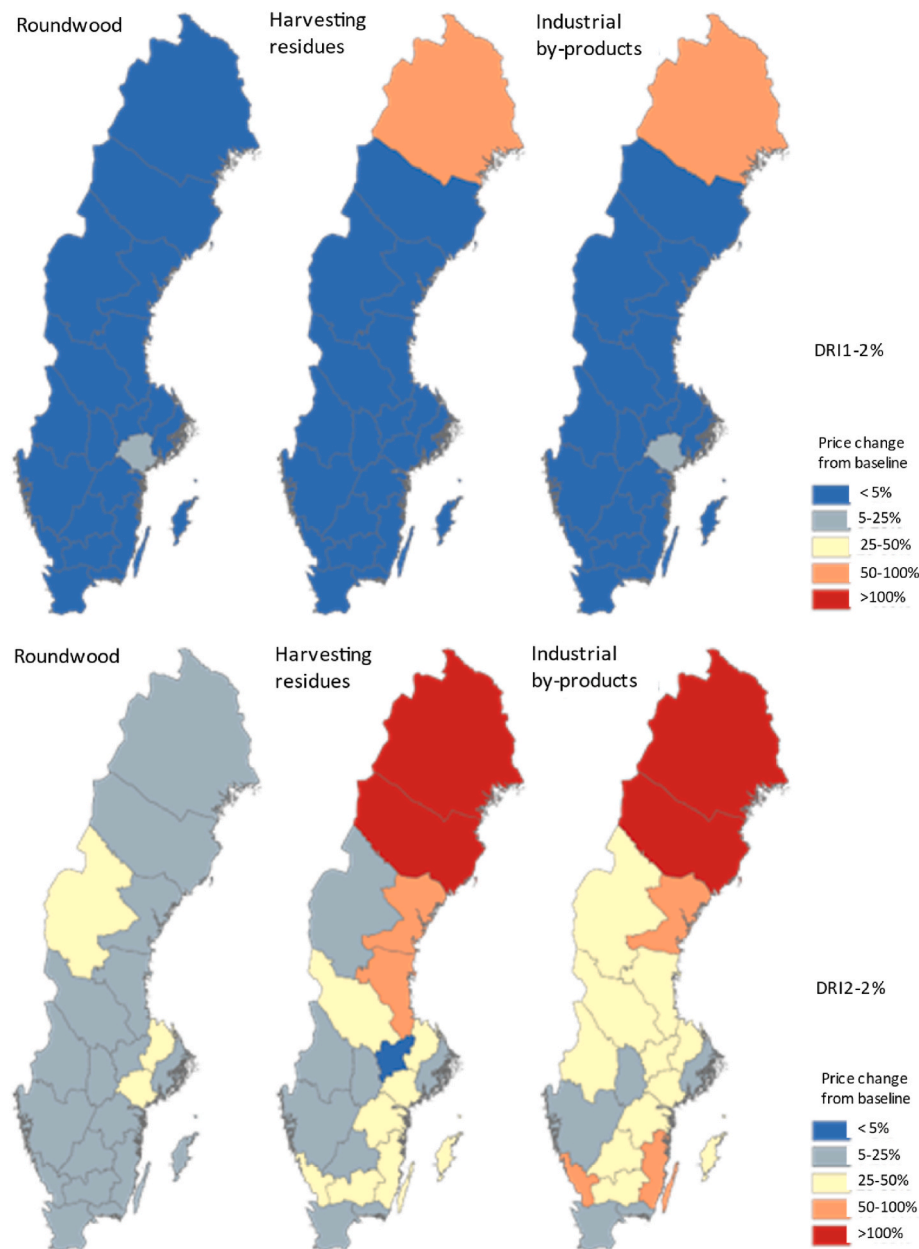 Roundwood
Harvesting
residues
Industrial
by-products
DRI1-2%
Price change
from baseline
< 5%
5-25%
25-50%
50-100%
>100%
Roundwood
Harvesting
residues
Industrial
by-products
DRI2-2%
Price change
from baseline
< 5%
5-25%
25-50%
50-100%
>100%